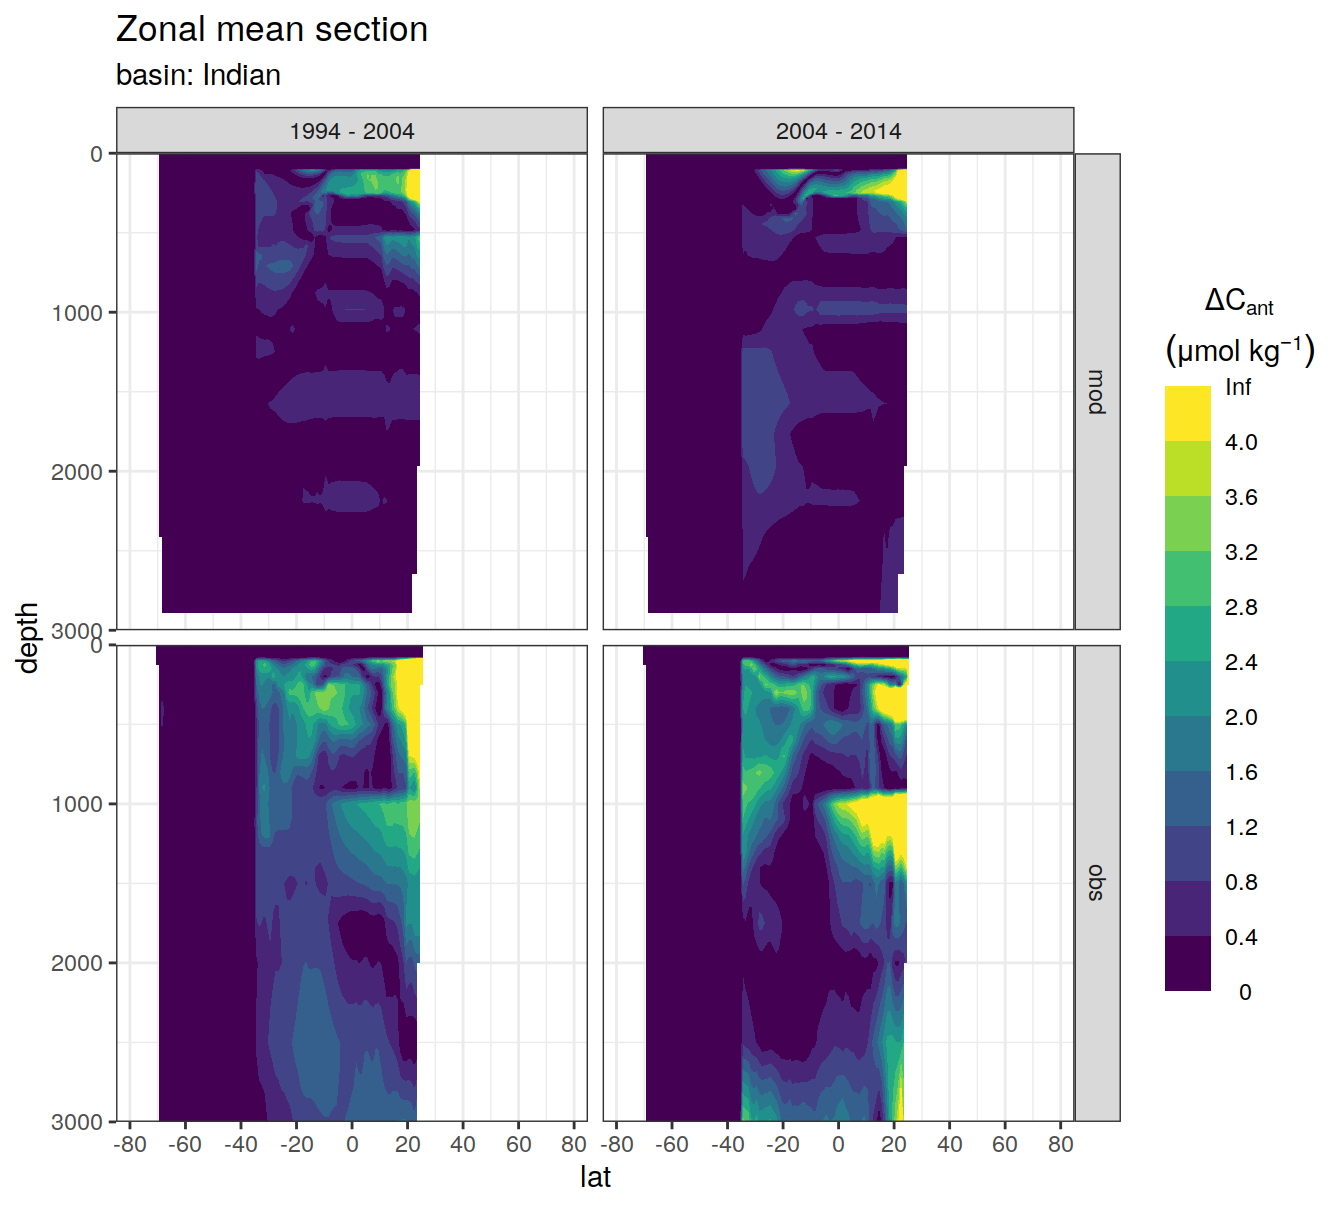 Zonal mean section
basin: Indian
1994 - 2004
2004 - 2014
0
1000
2000
3000
mod
0
1000
2000
3000
obs
depth
-80 -60 -40 -20 0 20 40 60 80
-80 -60 -40 -20 0 20 40 60 80
lat
ΔCant
(µmol kg⁻¹)
Inf
4.0
3.6
3.2
2.8
2.4
2.0
1.6
1.2
0.8
0.4
0